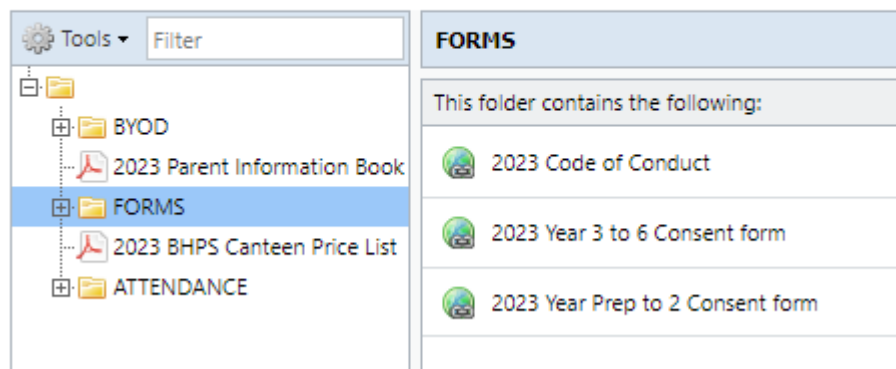 Tools
Filter
BYOD
2023 Parent Information Book
FORMS
2023 BHPS Canteen Price List
ATTENDANCE
FORMS
This folder contains the following:
2023 Code of Conduct
2023 Year 3 to 6 Consent form
2023 Year Prep to 2 Consent form